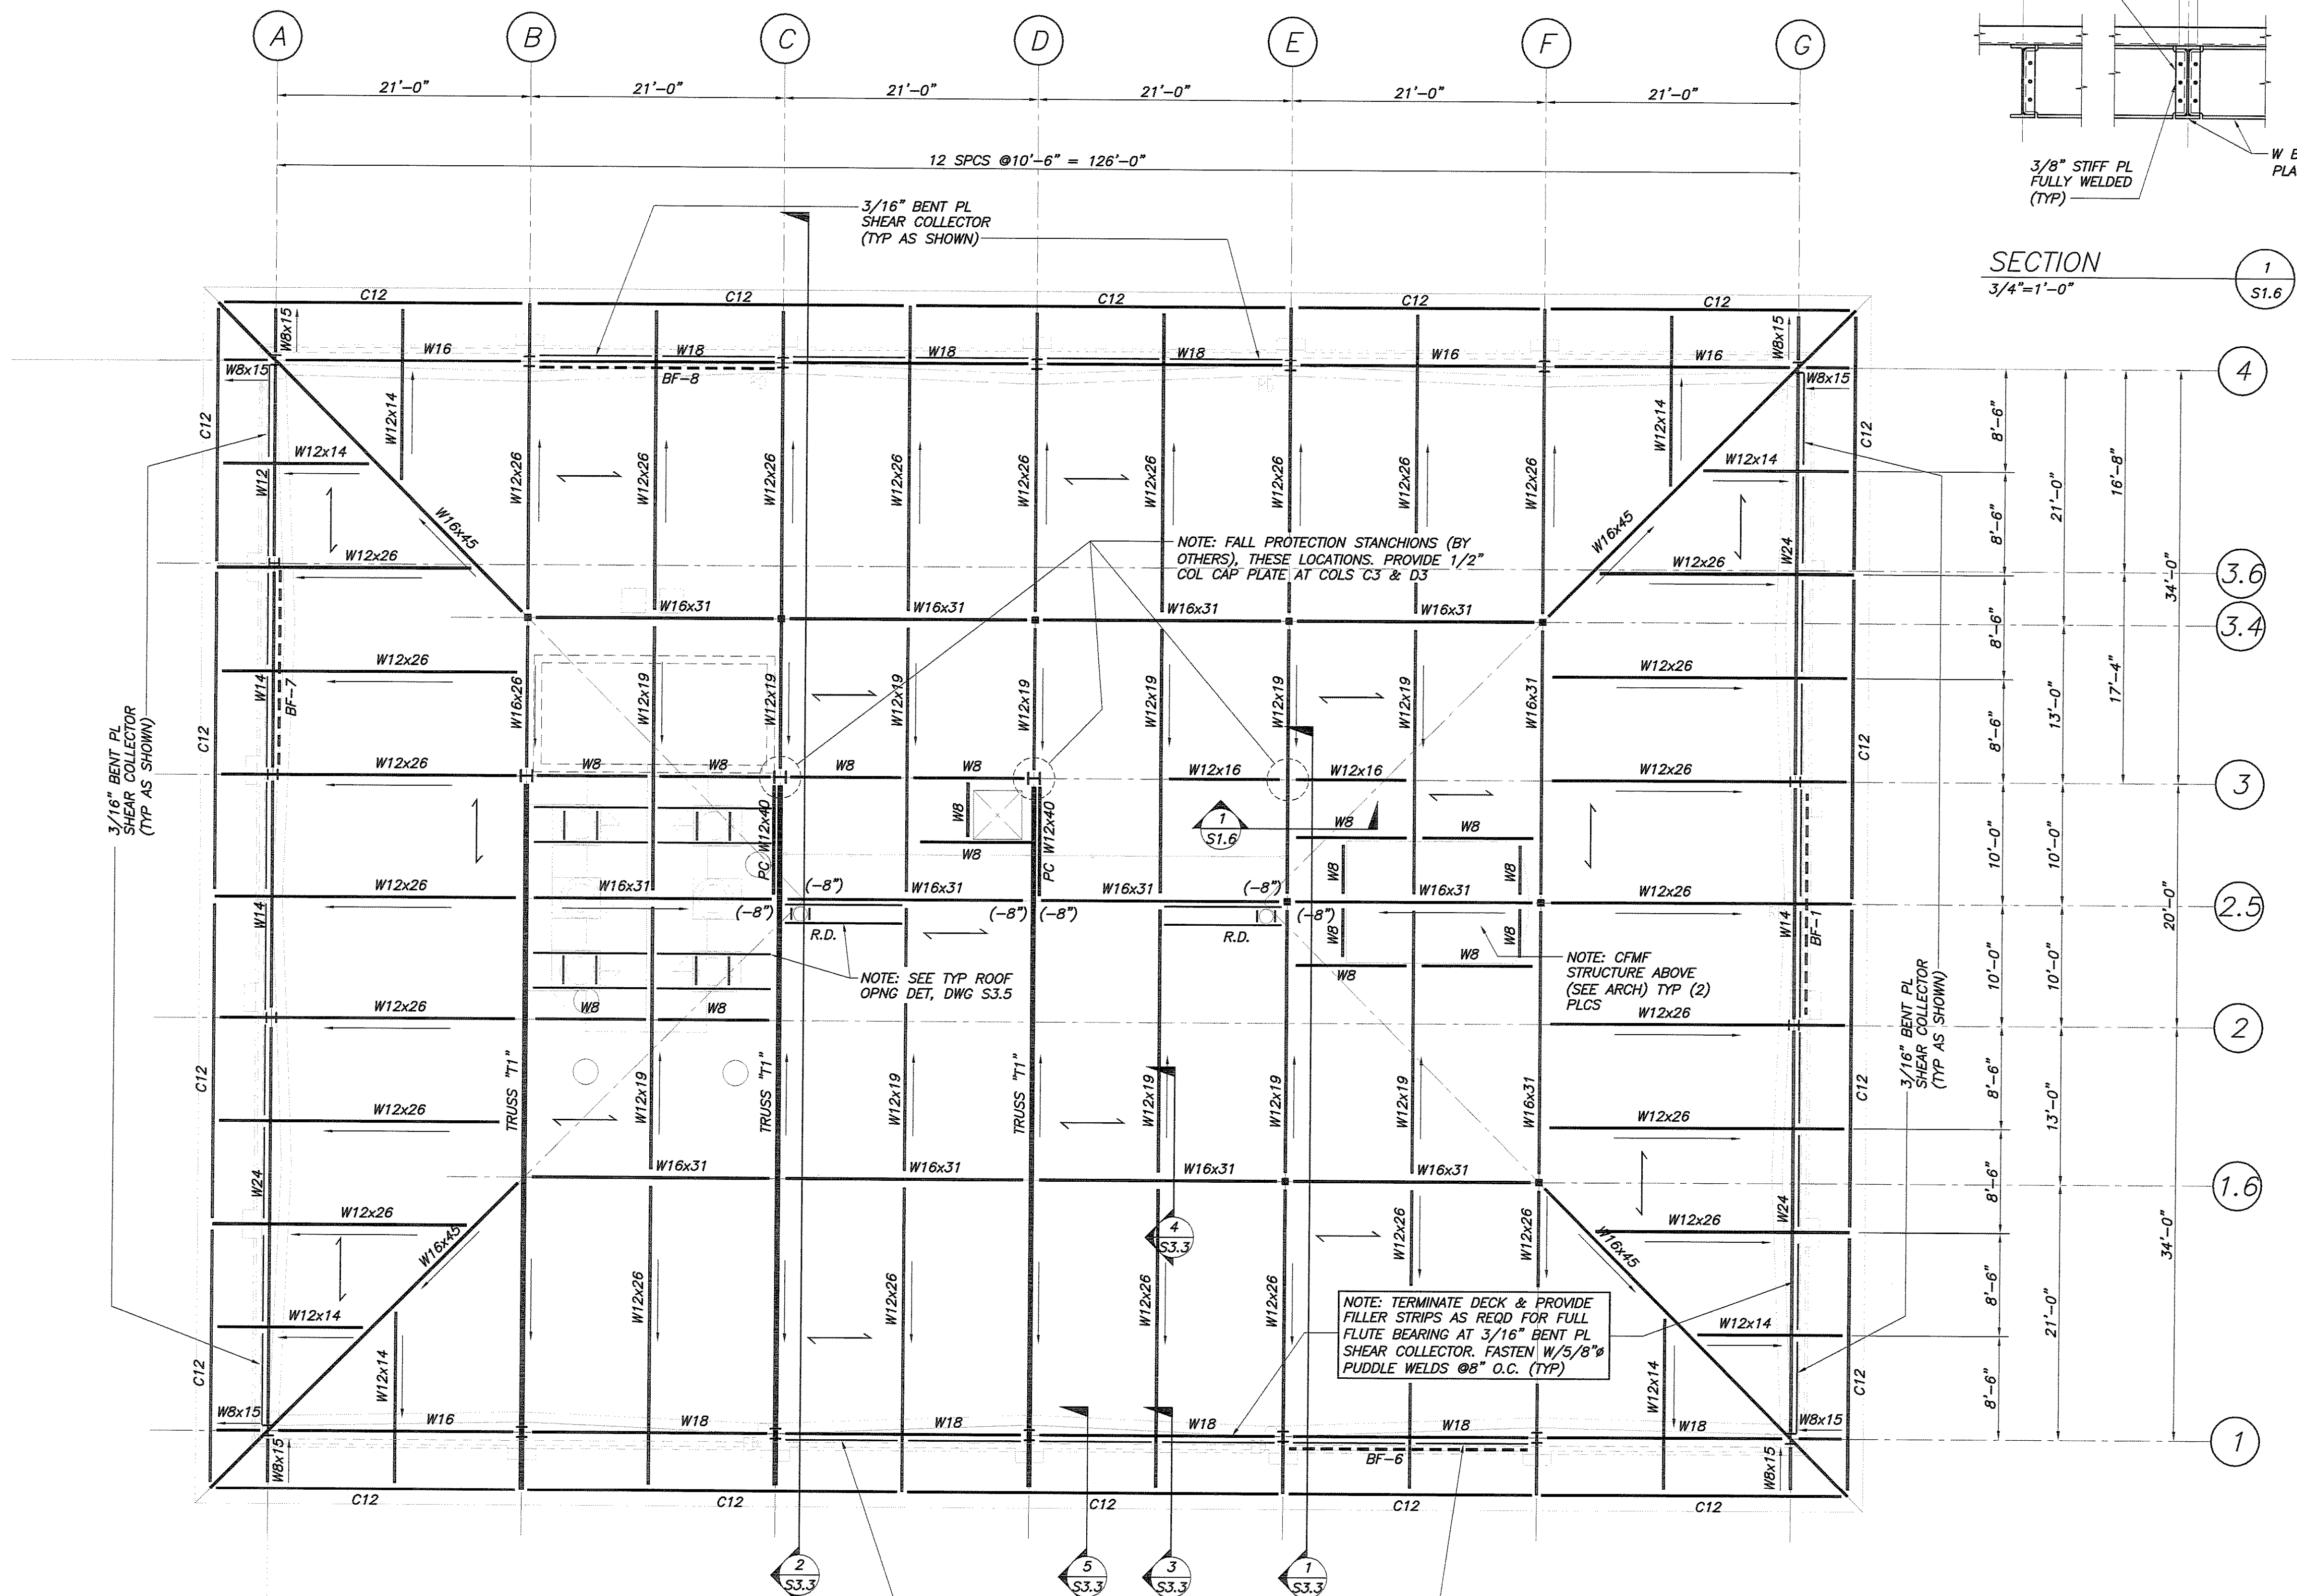 A B C D E F G
21'-0" 21'-0" 21'-0" 21'-0" 21'-0" 21'-0"
12 SPCS @10'-6" = 126'-0"
3/8" STIFF PL
FULLY WELDED
(TYP)
W B
PLA
SECTION
3/4"=1'-0"
1
S1.6
3/16" BENT PL
SHEAR COLLECTOR
(TYP AS SHOWN)
C12 C12 C12 C12 C12
W8x15 W8x15
W16 W18 W18 W18 W16 W16
4
W8x15 BF-8 W8x15
C12 C12
W12x14 W12x14
W12x14 W12x14
W12
W12x26 W12x26 W12x26 W12x26 W12x26 W12x26 W12x26 W12x26 W12x26
W16x45 W16x45
W24
NOTE: FALL PROTECTION STANCHIONS (BY
OTHERS), THESE LOCATIONS. PROVIDE 1/2"
COL CAP PLATE AT COLS C3 & D3
W12x26 W12x26
3.6
W16x31 W16x31 W16x31 W16x31
3.4
8'-6" 8'-6" 8'-6" 8'-6"
21'-0" 13'-0"
16'-8" 17'-4"
34'-0"
W12x26 W12x26
W14 BF-7
W16x26 W12x19 W12x19 W12x19 W12x19 W12x19 W12x19 W12x19 W16x31
C12 C12
3/16" BENT PL
SHEAR COLLECTOR
(TYP AS SHOWN)
W12x26 W8 W8 W8 W8 W12x16 W12x16 W12x26
3
PC W12x40 W8 PC W12x40
W8
1
S1.6
W8 W8
W8 W8
W12x26 W16x31 (-8") W16x31 W16x31 (-8") W16x31 W12x26
(-8") (-8") (-8") (-8")
2.5
W14 W14 BF-1
R.D. R.D.
W8 W8
W8 W8
10'-0" 10'-0"
10'-0" 10'-0"
20'-0"
NOTE: SEE TYP ROOF
OPNG DET, DWG S3.5
NOTE: CFMF
STRUCTURE ABOVE
(SEE ARCH) TYP (2)
PLCS
W12x26 W8 W8 W12x26
2
3/16" BENT PL
SHEAR COLLECTOR
(TYP AS SHOWN)
C12 C12
TRUSS "T1" W12x19 TRUSS "T1" W12x19 TRUSS "T1" W12x19 W12x19 W12x19 W16x31
W12x26 W12x26
W16x31 W16x31 W16x31
1.6
W24 W24
4
S3.3
W12x26 W12x26
W16x45 W16x45
W12x26 W12x26 W12x26 W12x26 W12x26 W12x26
8'-6" 8'-6" 8'-6" 8'-6"
13'-0" 21'-0"
34'-0"
NOTE: TERMINATE DECK & PROVIDE
FILLER STRIPS AS REQD FOR FULL
FLUTE BEARING AT 3/16" BENT PL
SHEAR COLLECTOR. FASTEN W/5/8"ø
PUDDLE WELDS @8" O.C. (TYP)
W12x14 W12x14
W12x14 W12x14
C12 C12
W8x15 W16 W18 W18 W18 W18 W8x15
1
W8x15 BF-6 W8x15
C12 C12 C12 C12 C12
2
S3.3
5
S3.3
3
S3.3
1
S3.3